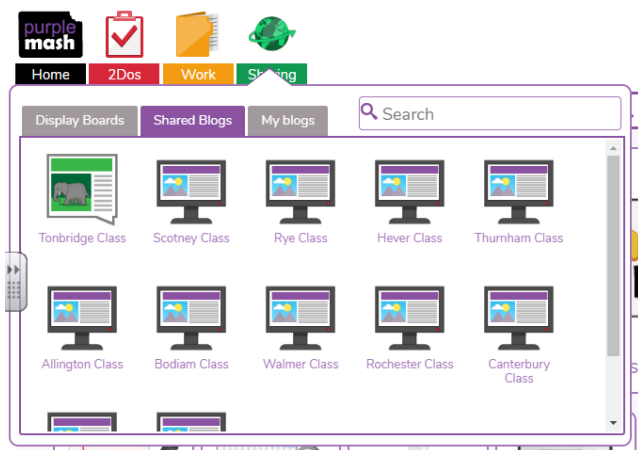 purple
mash
Home
2Dos
Work
Display Boards
Shared Blogs
My blogs
Search
Tonbridge Class
Scotney Class
Rye Class
Hever Class
Thurnham Class
Allington Class
Bodiam Class
Walmer Class
Rochester Class
Canterbury
Class